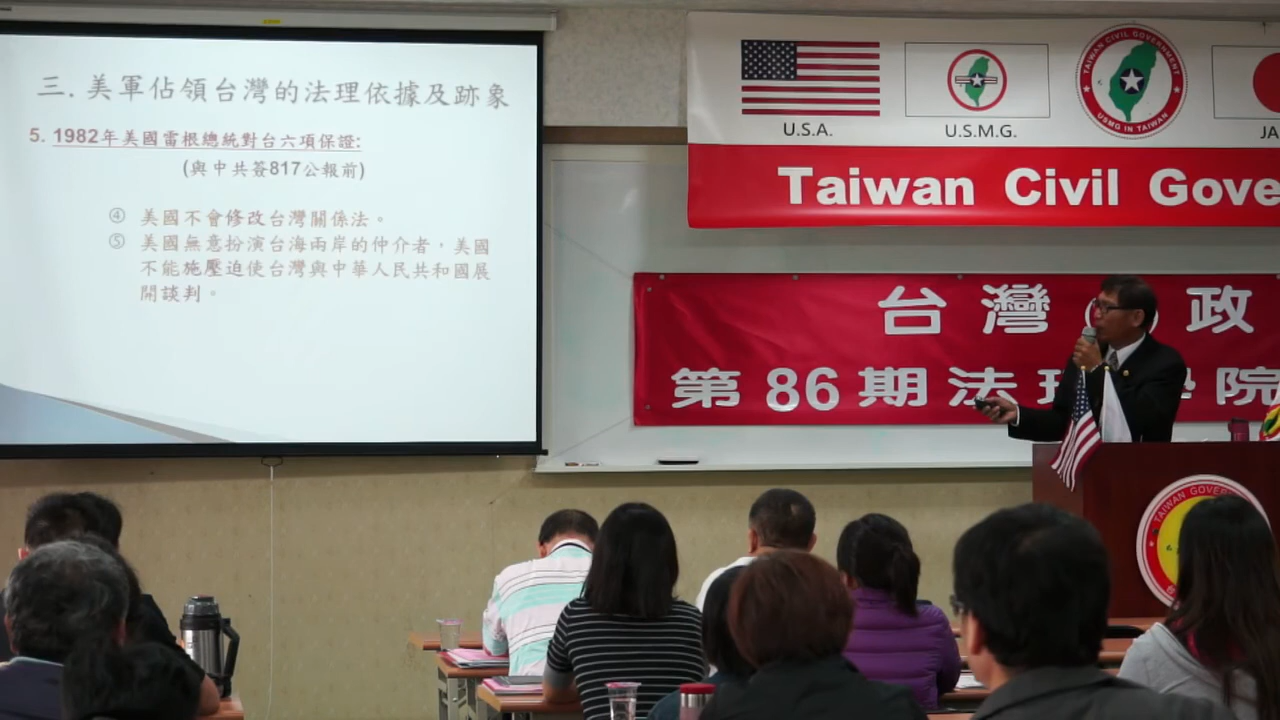 三. 美軍佔領台灣的法理依據及跡象
5. 1982年美國雷根總統對台六項保證:
(與中共簽817公報前)
④ 美國不會修改台灣關係法。
⑤ 美國無意扮演台海兩岸的仲介者，美國
不能施壓迫使台灣與中華人民共和國展
開談判。
U.S.A.
U.S.M.G.
TAIWAN CIVIL GOVERNMENT
USMG IN TAIWAN
JA
Taiwan Civil Gove
台灣 政
第86期法 院
TAIWAN GOVER